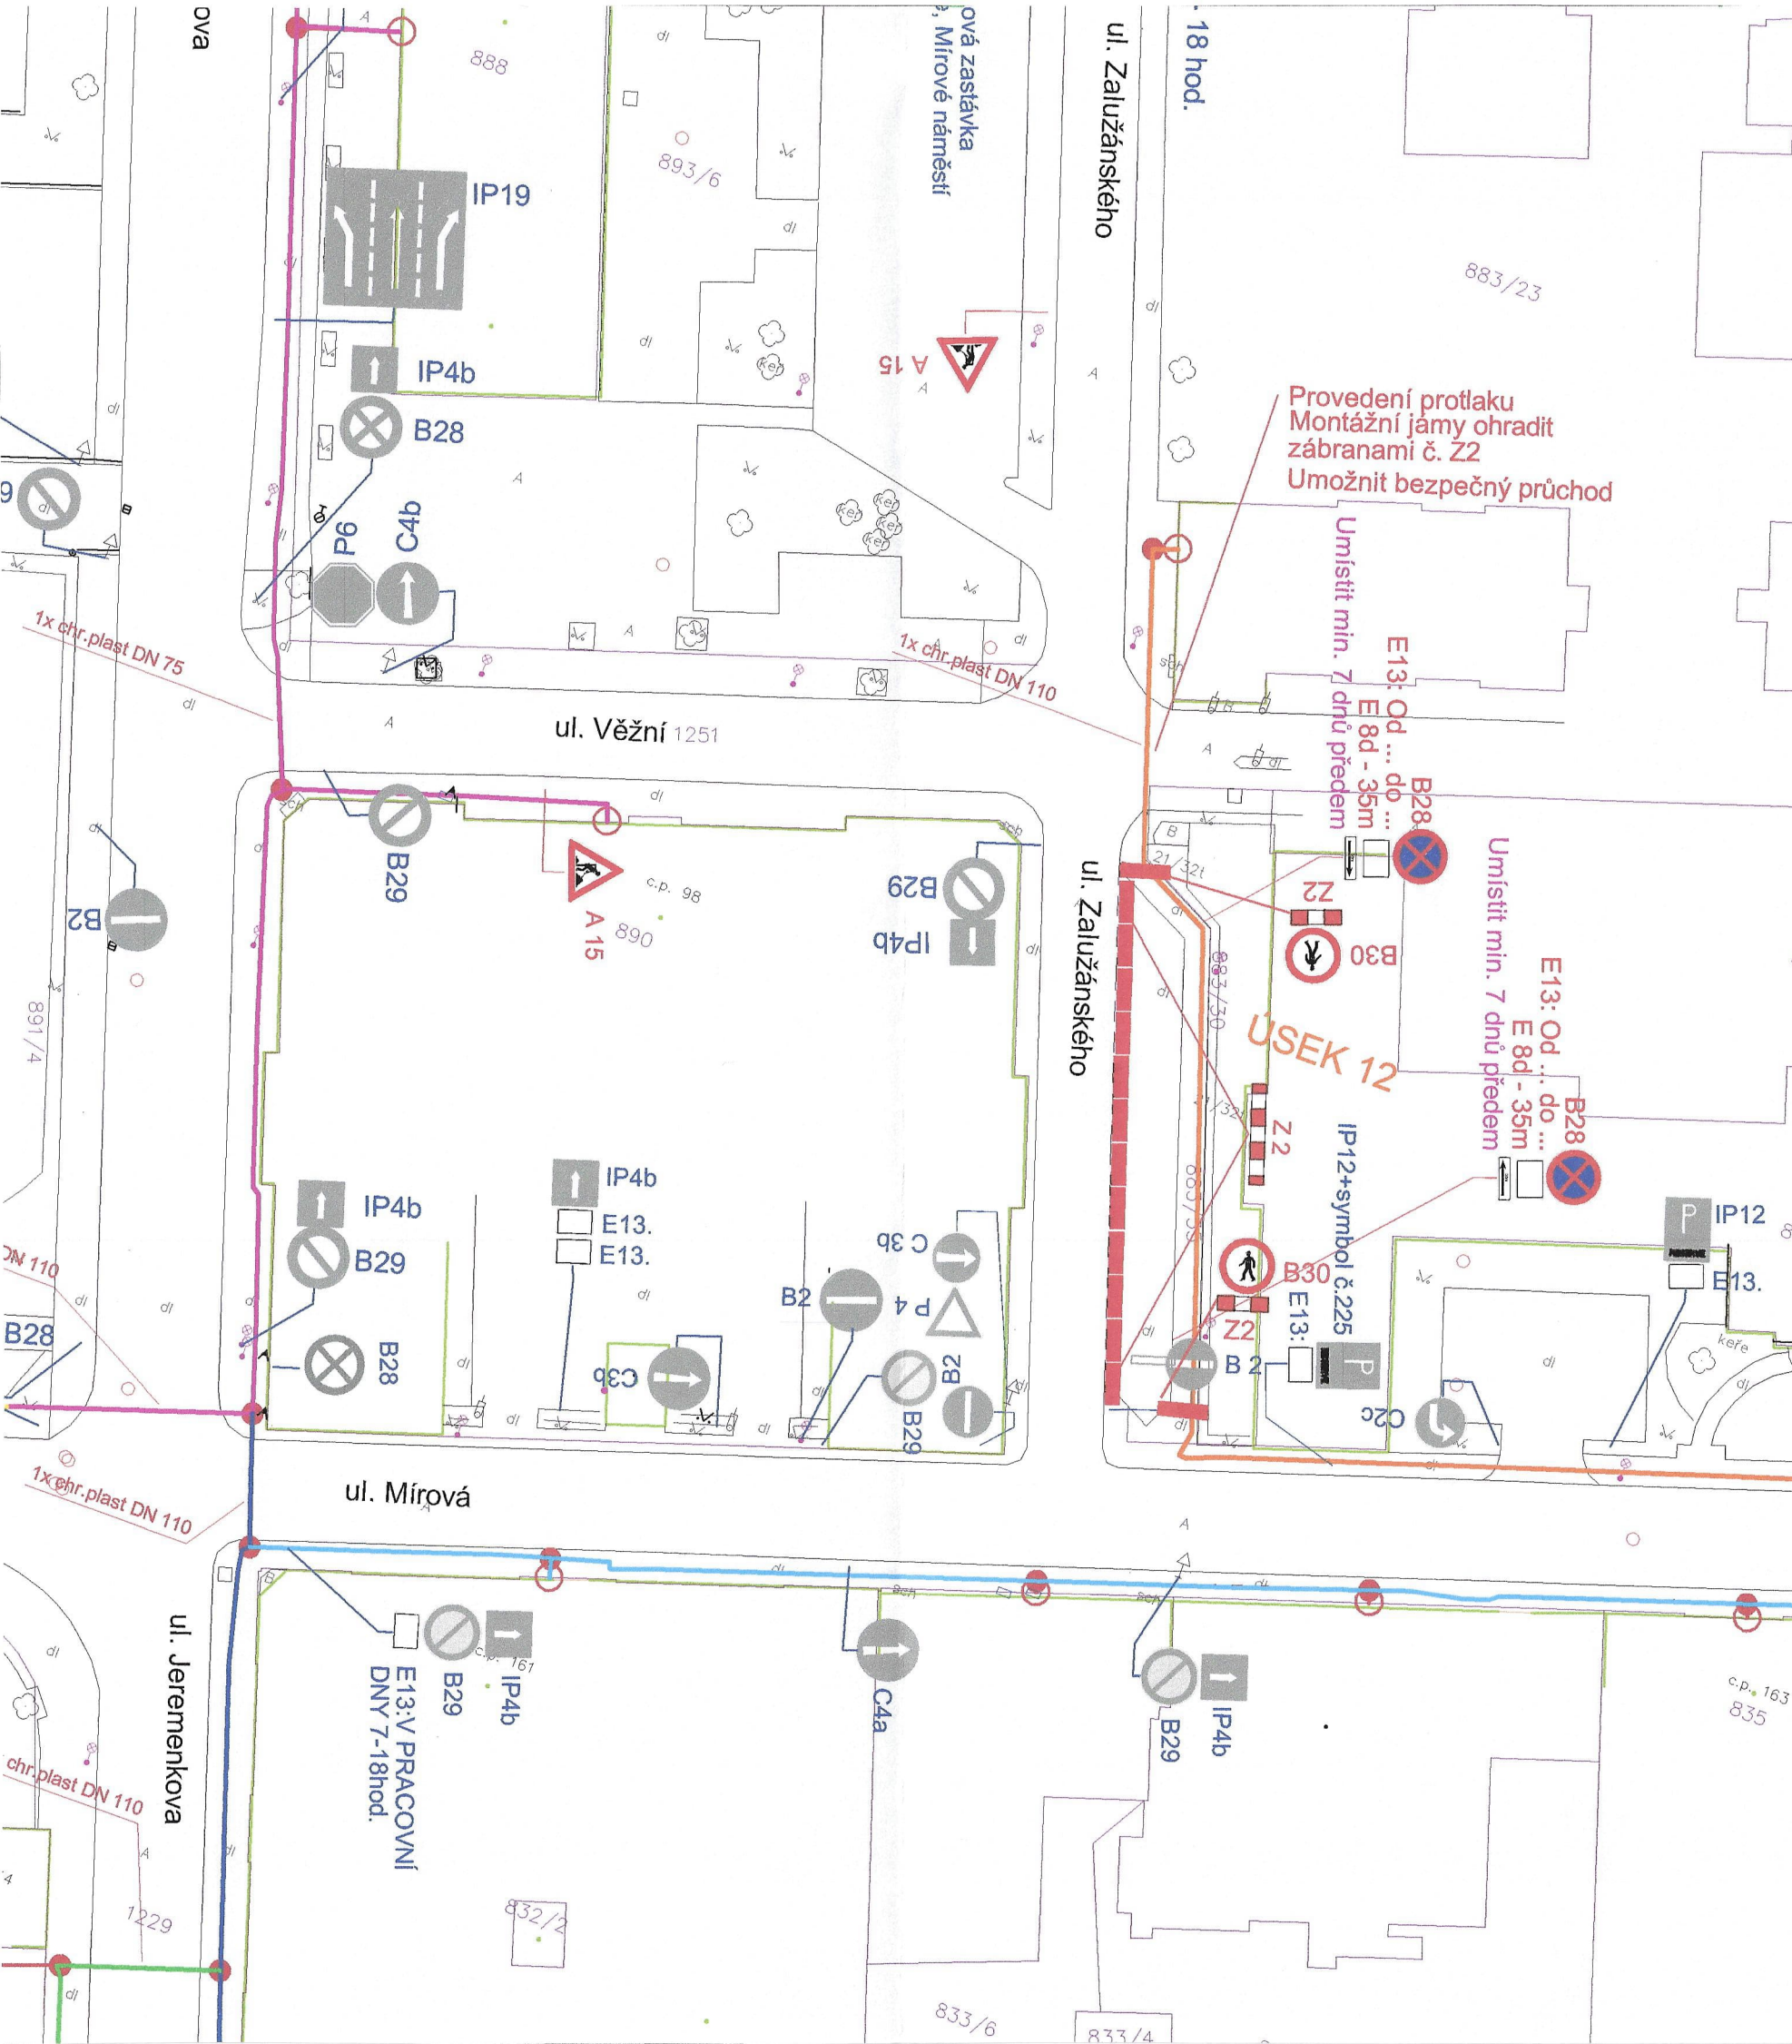 ova
888
893/6
ová zastávka
, Mírové náměstí
ul. Zalužánského
- 18 hod.
883/23
IP19
IP4b
B28
A 15
Provedení protlaku
Montážní jámy ohradit
zábranami č. Z2
Umožnit bezpečný průchod
9
P6
C4b
1x chr.plast DN 75
1x chr.plast DN 110
ul. Věžní 1251
Umístit min. 7 dnů předem
E 8d - 35m
E13: Od ... do ...
B28
B2
B29
A 15
č.p. 98
890
B29
IP4b
ul. Zalužánského
21/32t
Z2
B30
883/30
ÚSEK 12
Z 2
Umístit min. 7 dnů předem
E 8d - 35m
E13: Od ... do ...
B28
891/4
IP4b
B29
B28
IP4b
E13.
E13.
C3b
B2
C 3b
P 4
B29
B2
B30
Z2
B 2
E13:
IP12+symbol č.225
P
C2c
IP12
P
E13.
keře
DN 110
B28
1x chr.plast DN 110
ul. Mírová
ul. Jeremenkova
E13:V PRACOVNÍ
DNY 7-18hod.
B29
IP4b
č.p. 161
C4a
B29
IP4b
č.p. 163
835
chr.plast DN 110
1229
832/2
833/6
833/4